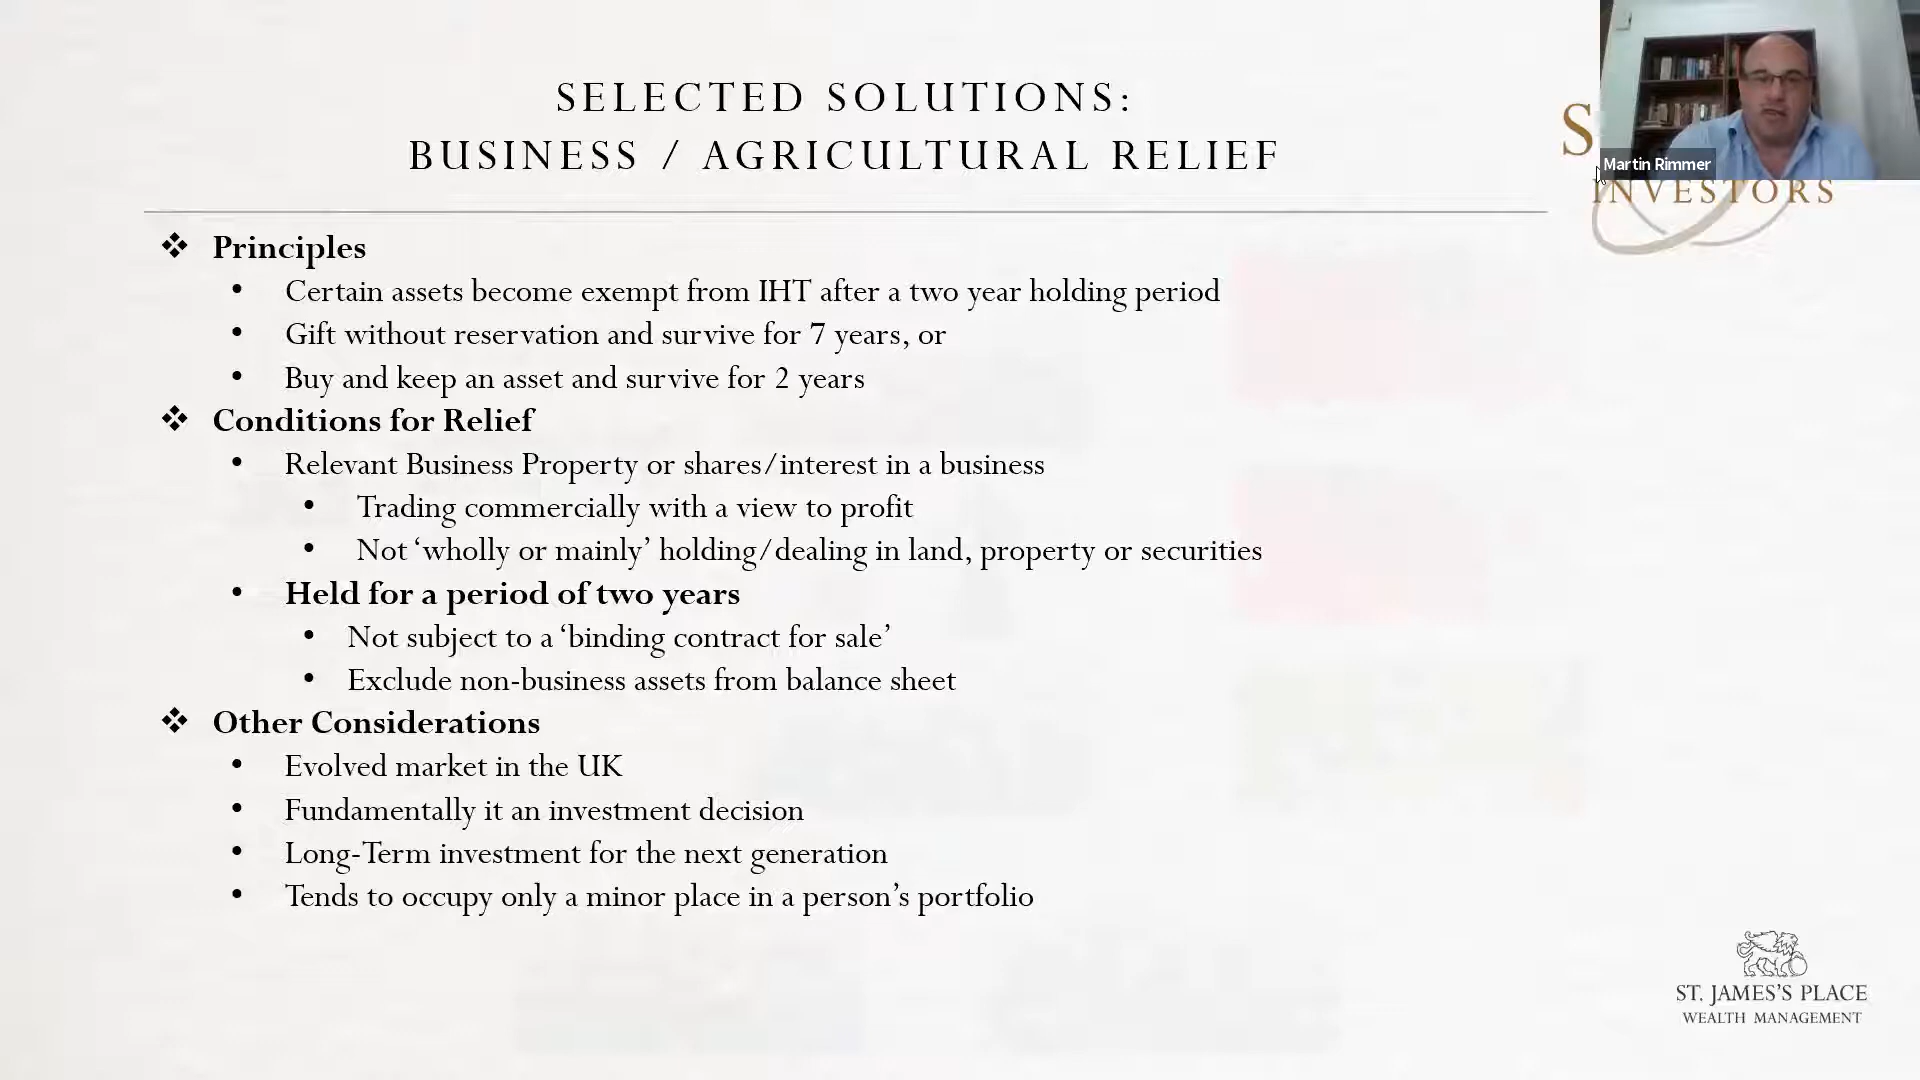 SELECTED SOLUTIONS:
BUSINESS / AGRICULTURAL RELIEF
S
Martin Rimmer
INVESTORS
❖ Principles
• Certain assets become exempt from IHT after a two year holding period
• Gift without reservation and survive for 7 years, or
• Buy and keep an asset and survive for 2 years
❖ Conditions for Relief
• Relevant Business Property or shares/interest in a business
• Trading commercially with a view to profit
• Not ‘wholly or mainly’ holding/dealing in land, property or securities
• Held for a period of two years
• Not subject to a ‘binding contract for sale’
• Exclude non-business assets from balance sheet
❖ Other Considerations
• Evolved market in the UK
• Fundamentally it an investment decision
• Long-Term investment for the next generation
• Tends to occupy only a minor place in a person’s portfolio
ST. JAMES’S PLACE
WEALTH MANAGEMENT